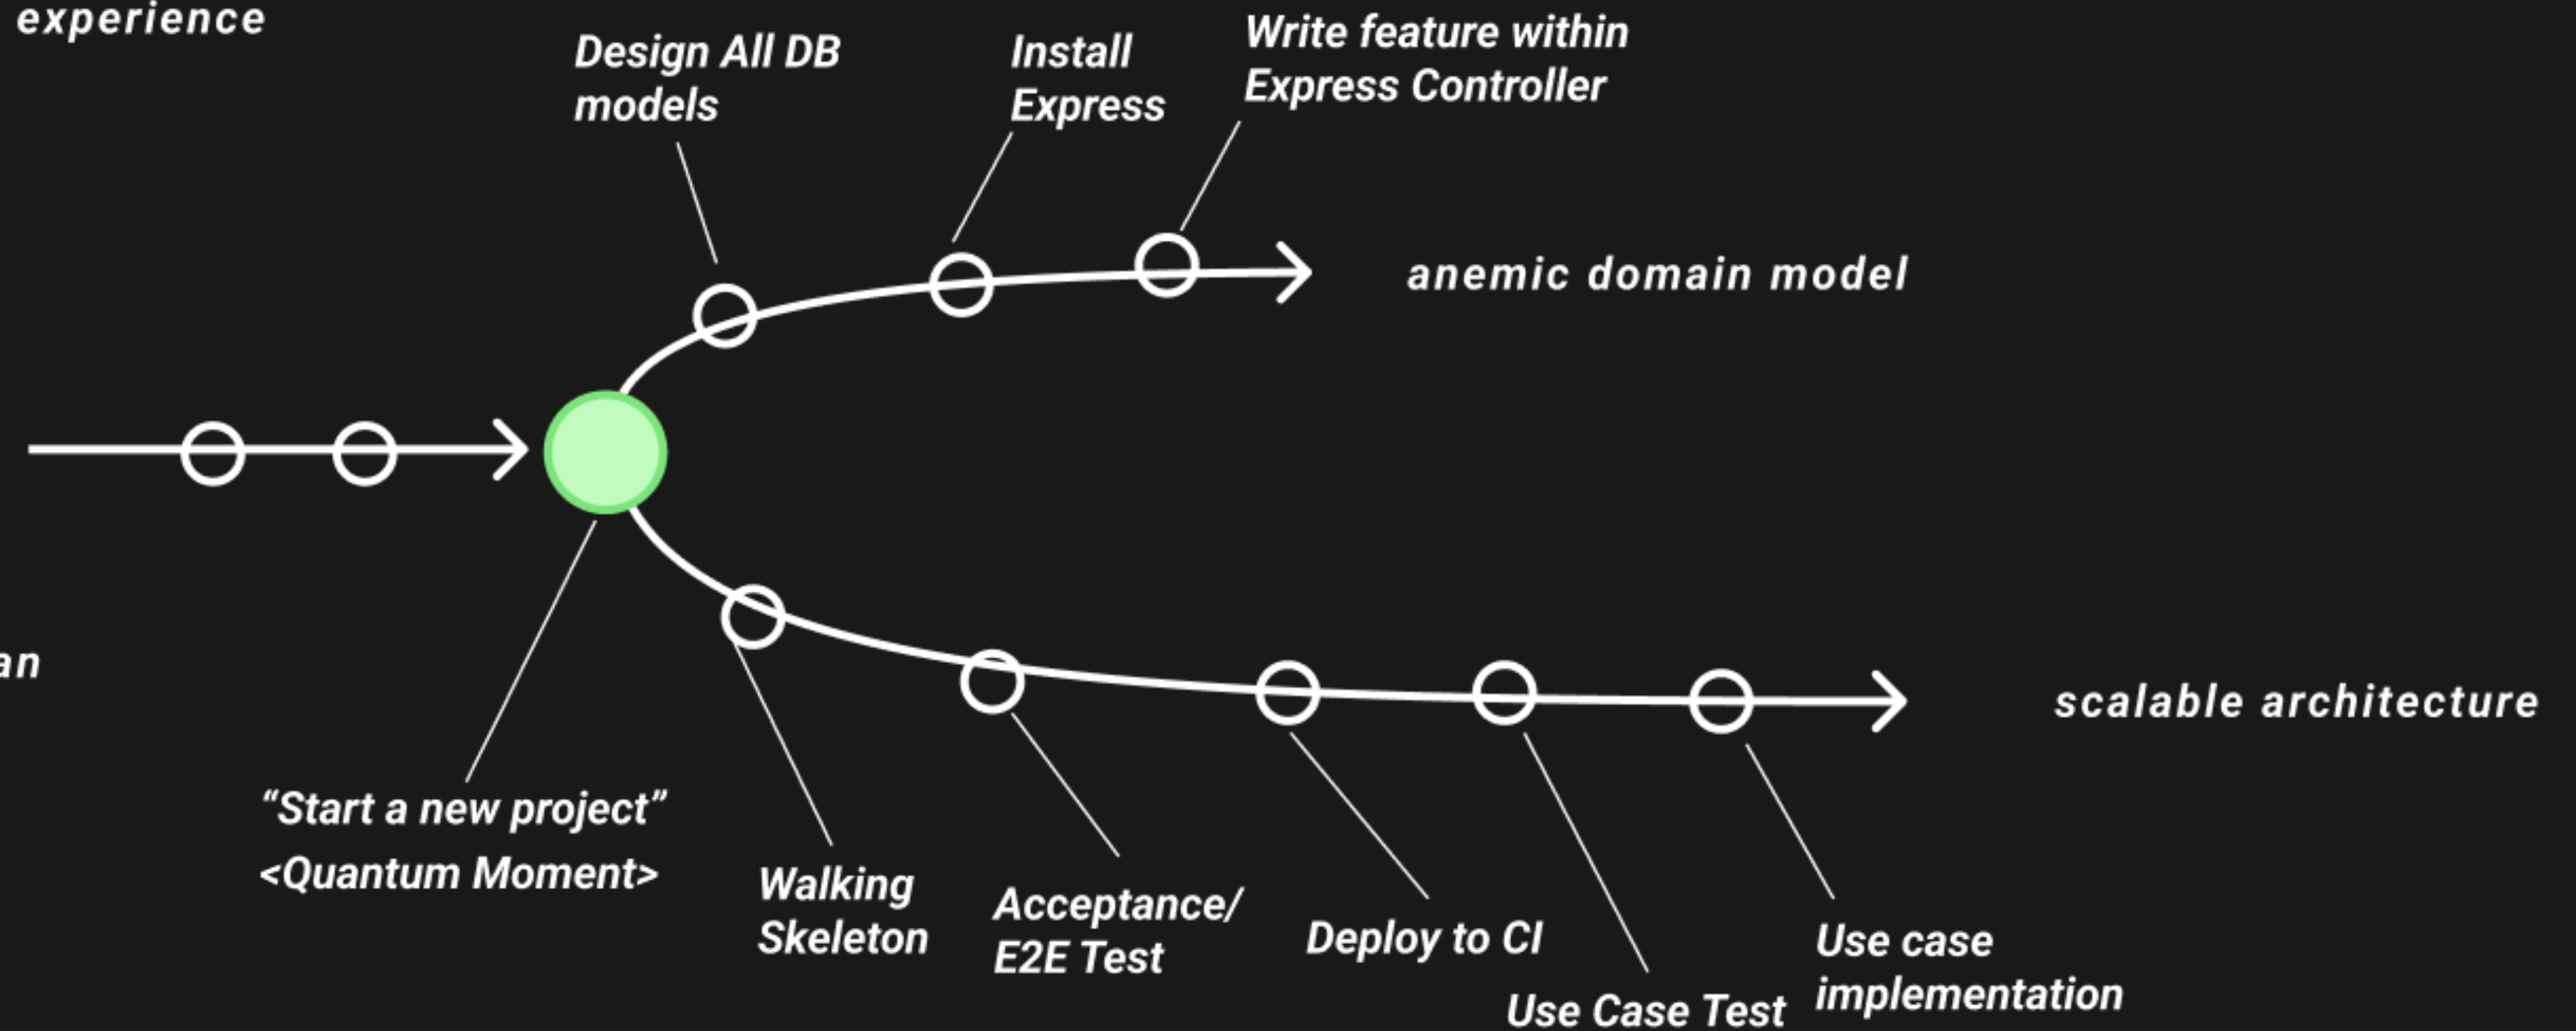 experience
Design All DB
models
Install
Express
Write feature within
Express Controller
anemic domain model
an
scalable architecture
“Start a new project”
<Quantum Moment>
Walking
Skeleton
Acceptance/
E2E Test
Deploy to CI
Use Case Test
Use case
implementation